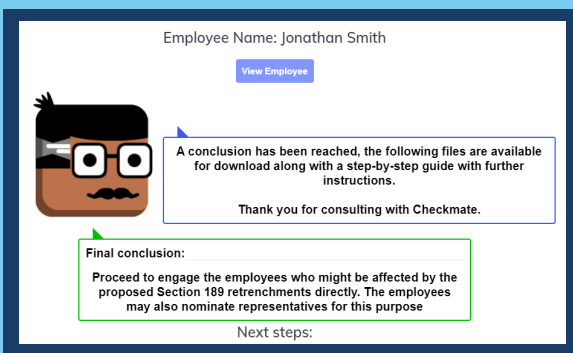 Employee Name: Jonathan Smith
View Employee
A conclusion has been reached, the following files are available
for download along with a step-by-step guide with further
instructions.
Thank you for consulting with Checkmate.
Final conclusion:
Proceed to engage the employees who might be affected by the
proposed Section 189 retrenchments directly. The employees
may also nominate representatives for this purpose
Next steps: